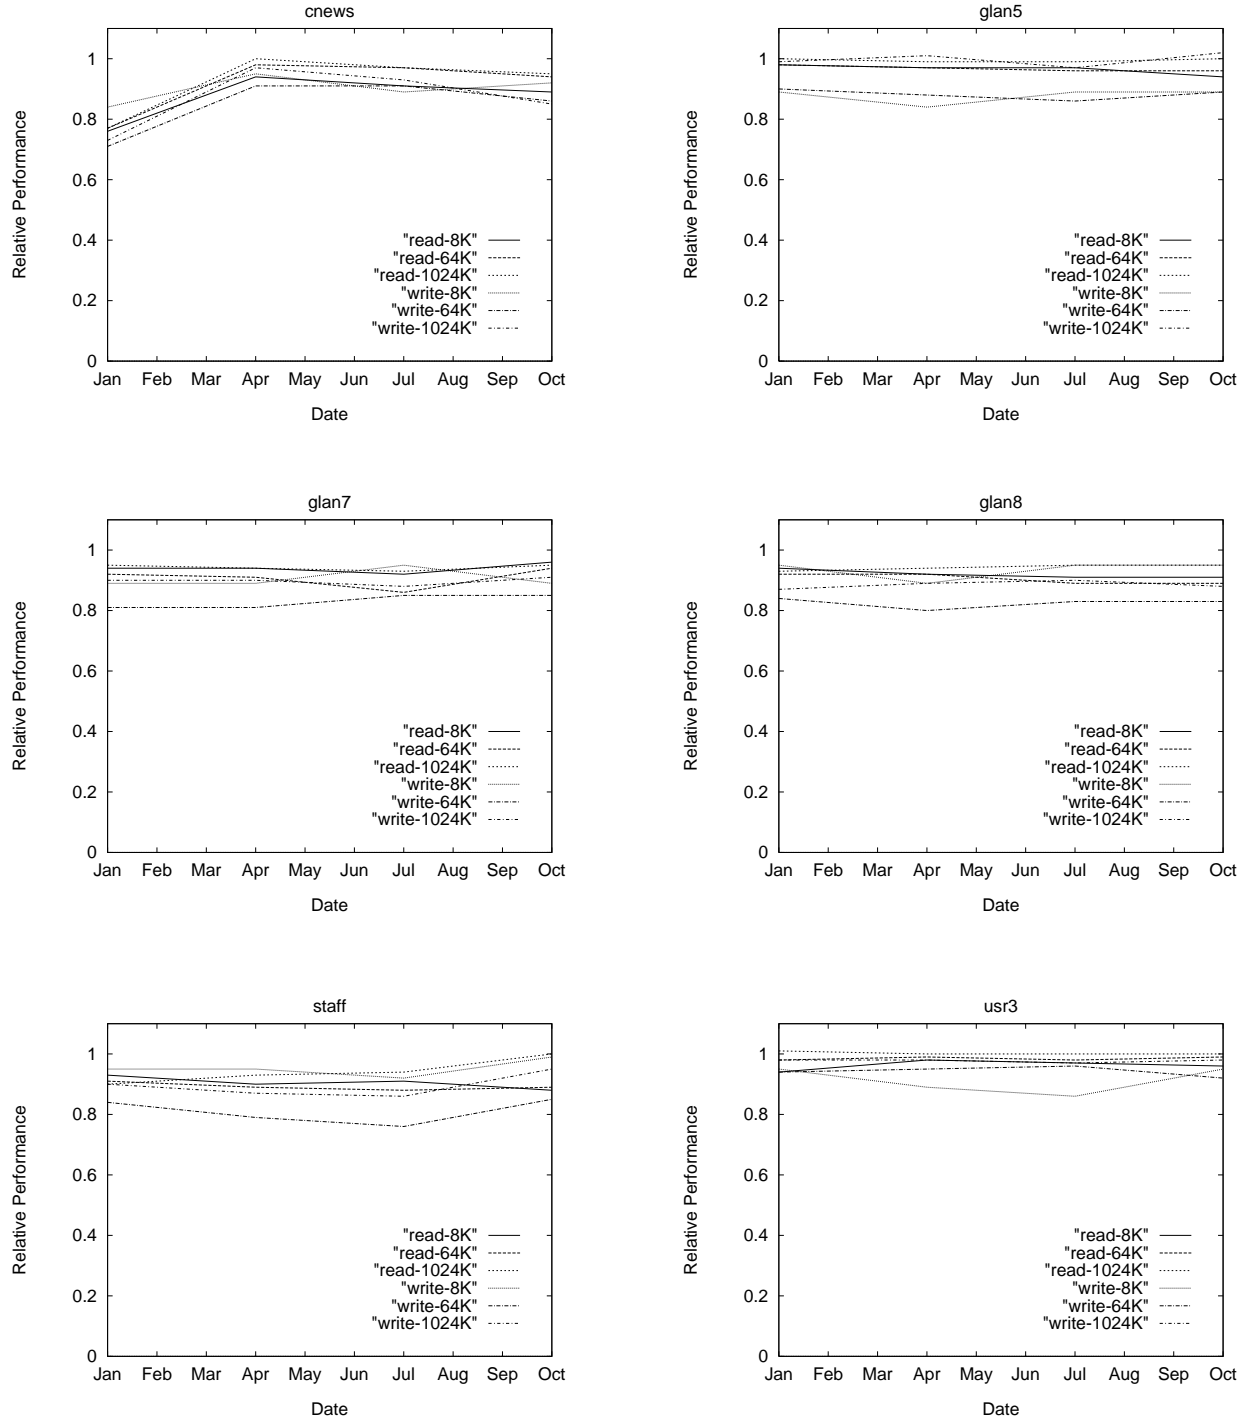 cnews
Relative Performance
1
0.8
0.6
0.4
0.2
0
"read-8K"
"read-64K"
"read-1024K"
"write-8K"
"write-64K"
"write-1024K"
Jan Feb Mar Apr May Jun Jul Aug Sep Oct
Date
glan5
Relative Performance
1
0.8
0.6
0.4
0.2
0
"read-8K"
"read-64K"
"read-1024K"
"write-8K"
"write-64K"
"write-1024K"
Jan Feb Mar Apr May Jun Jul Aug Sep Oct
Date
glan7
Relative Performance
1
0.8
0.6
0.4
0.2
0
"read-8K"
"read-64K"
"read-1024K"
"write-8K"
"write-64K"
"write-1024K"
Jan Feb Mar Apr May Jun Jul Aug Sep Oct
Date
glan8
Relative Performance
1
0.8
0.6
0.4
0.2
0
"read-8K"
"read-64K"
"read-1024K"
"write-8K"
"write-64K"
"write-1024K"
Jan Feb Mar Apr May Jun Jul Aug Sep Oct
Date
staff
Relative Performance
1
0.8
0.6
0.4
0.2
0
"read-8K"
"read-64K"
"read-1024K"
"write-8K"
"write-64K"
"write-1024K"
Jan Feb Mar Apr May Jun Jul Aug Sep Oct
Date
usr3
Relative Performance
1
0.8
0.6
0.4
0.2
0
"read-8K"
"read-64K"
"read-1024K"
"write-8K"
"write-64K"
"write-1024K"
Jan Feb Mar Apr May Jun Jul Aug Sep Oct
Date